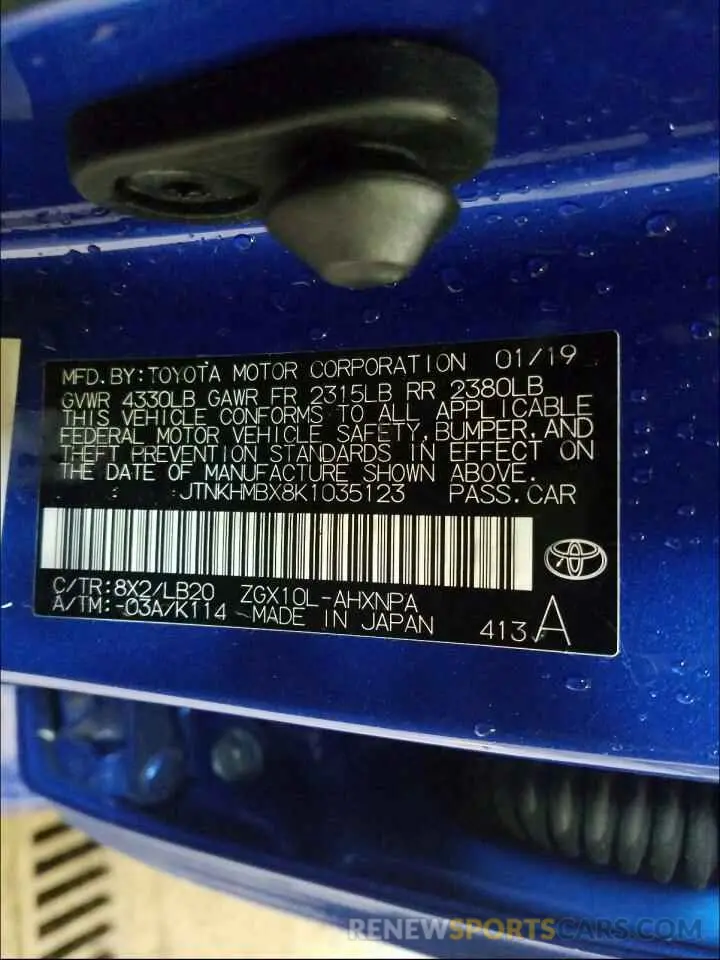 MFD.BY:TOYOTA MOTOR CORPORATION 01/19
GVWR 4330LB GAWR FR 2315LB RR 2380LB
THIS VEHICLE CONFORMS TO ALL APPLICABLE
FEDERAL MOTOR VEHICLE SAFETY,BUMPER,AND
THEFT PREVENTION STANDARDS IN EFFECT ON
THE DATE OF MANUFACTURE SHOWN ABOVE.
JTNKHMBX8K1035123 PASS.CAR
C/TR:8X2/LB20 ZGX10L-AHXNPA
A/TM:-03A/K114 MADE IN JAPAN 413 A
RENEWSPORTSCARS.COM